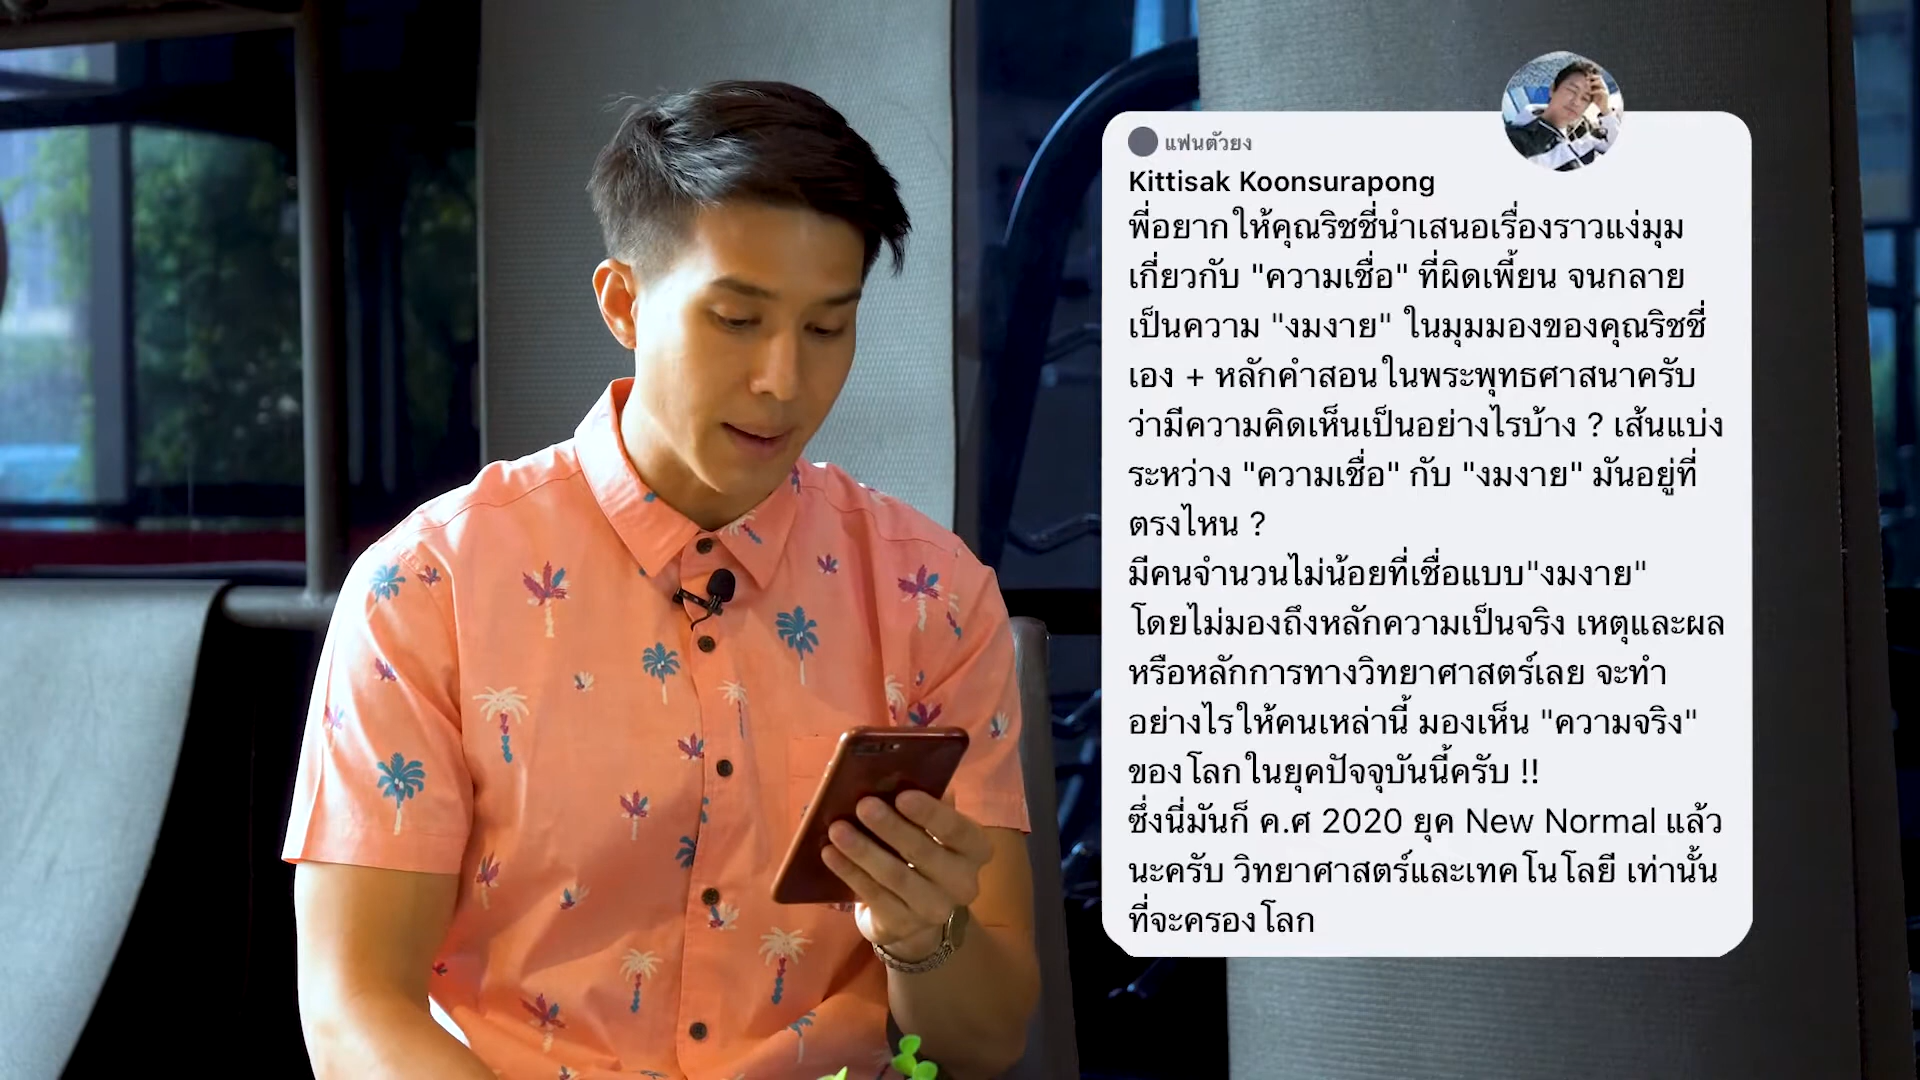 แฟนตัวยง
Kittisak Koonsurapong
พี่อยากให้คุณริชชี่นำเสนอเรื่องราวแง่มุม
เกี่ยวกับ "ความเชื่อ" ที่ผิดเพี้ยน จนกลาย
เป็นความ "งมงาย" ในมุมมองของคุณริชชี่
เอง + หลักคำสอนในพระพุทธศาสนาครับ
ว่ามีความคิดเห็นเป็นอย่างไรบ้าง ? เส้นแบ่ง
ระหว่าง "ความเชื่อ" กับ "งมงาย" มันอยู่ที่
ตรงไหน ?
มีคนจำนวนไม่น้อยที่เชื่อแบบ"งมงาย"
โดยไม่มองถึงหลักความเป็นจริง เหตุและผล
หรือหลักการทางวิทยาศาสตร์เลย จะทำ
อย่างไรให้คนเหล่านี้ มองเห็น "ความจริง"
ของโลกในยุคปัจจุบันนี้ครับ !!
ซึ่งนี่มันก็ ค.ศ 2020 ยุค New Normal แล้ว
นะครับ วิทยาศาสตร์และเทคโนโลยี เท่านั้น
ที่จะครองโลก